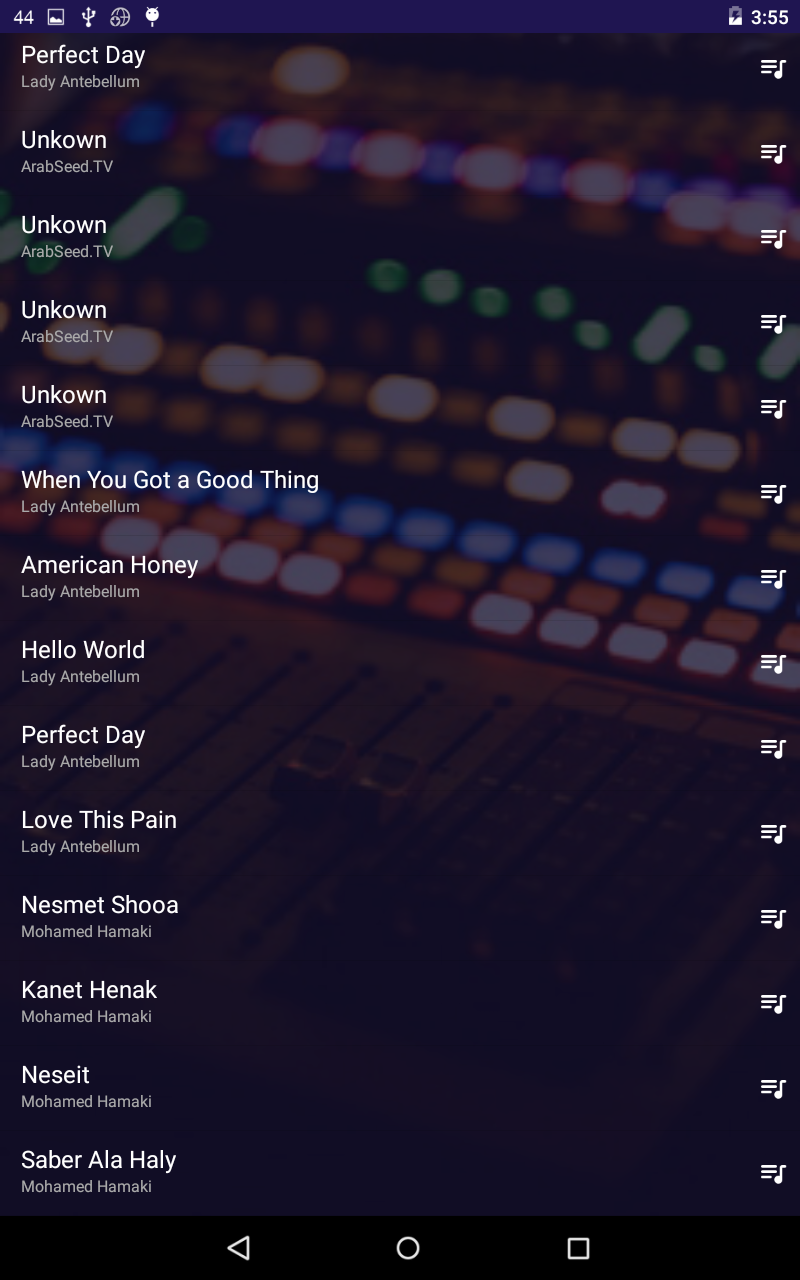 44
3:55
Perfect Day
Lady Antebellum
Unkown
ArabSeed.TV
Unkown
ArabSeed.TV
Unkown
ArabSeed.TV
Unkown
ArabSeed.TV
When You Got a Good Thing
Lady Antebellum
American Honey
Lady Antebellum
Hello World
Lady Antebellum
Perfect Day
Lady Antebellum
Love This Pain
Lady Antebellum
Nesmet Shooa
Mohamed Hamaki
Kanet Henak
Mohamed Hamaki
Neseit
Mohamed Hamaki
Saber Ala Haly
Mohamed Hamaki